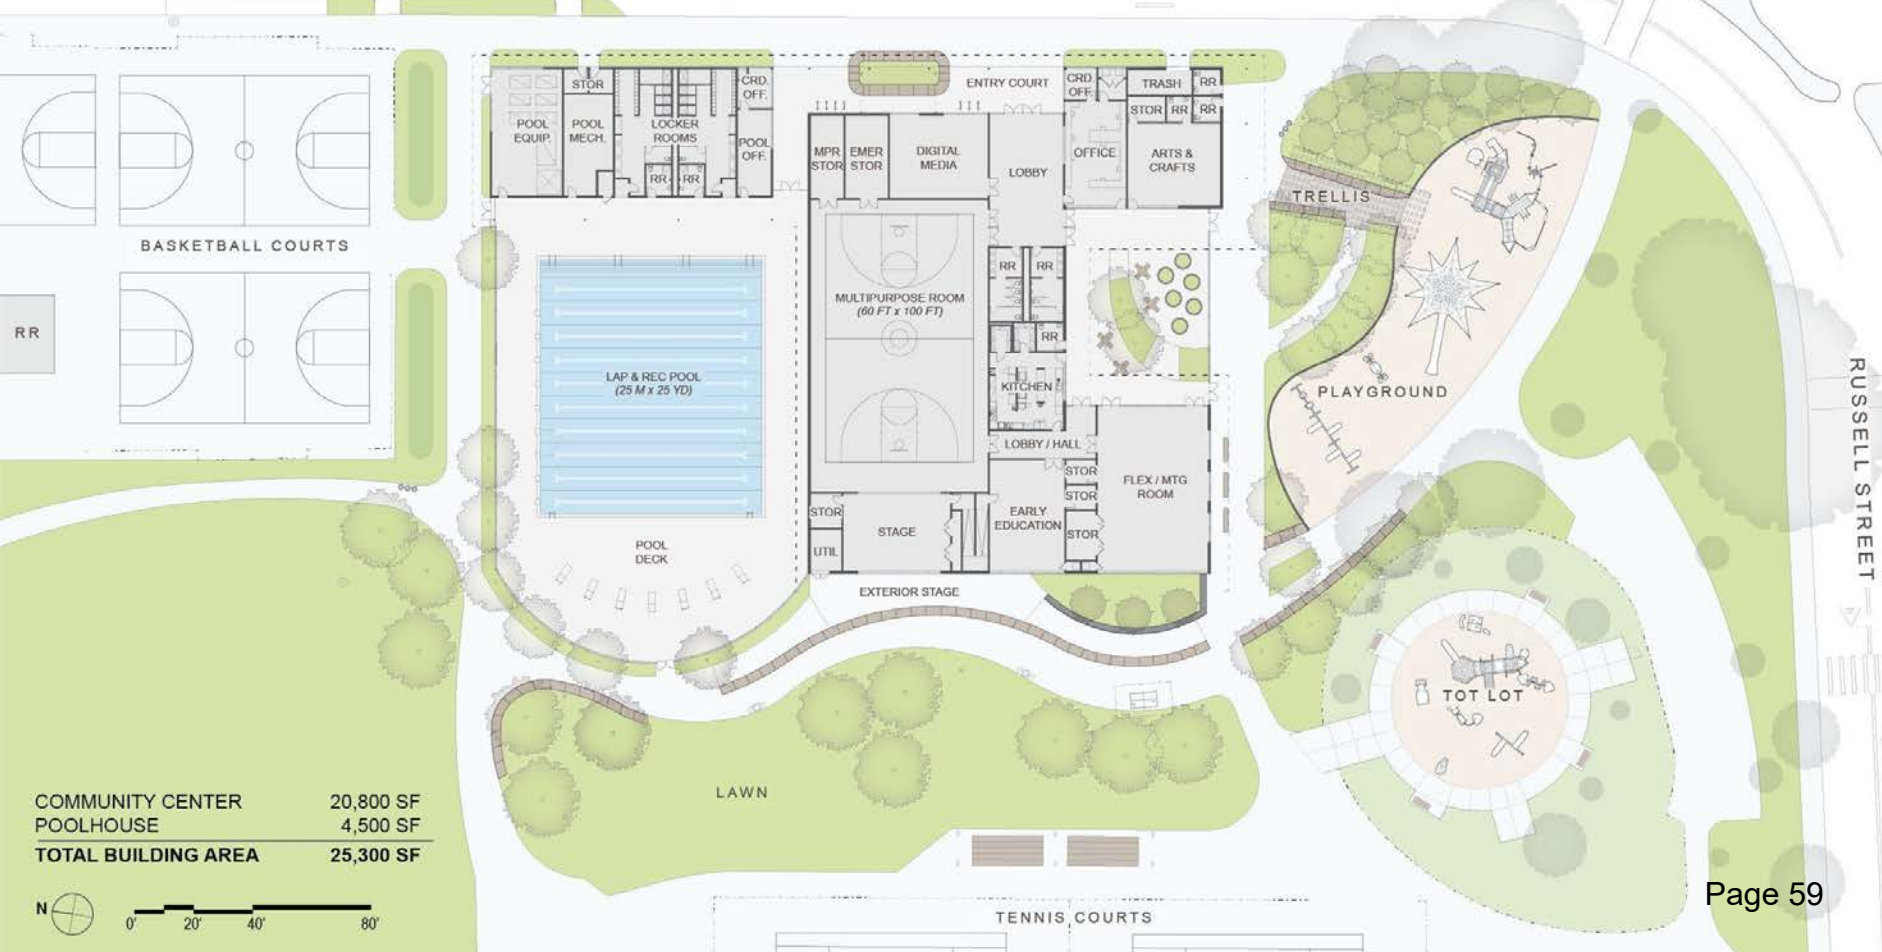 ENTRY COURT
CRD.
OFF.
STOR
POOL
EQUIP.
POOL
MECH.
LOCKER
ROOMS
RR
RR
POOL
OFF.
MPR
STOR
EMER
STOR
DIGITAL
MEDIA
LOBBY
CRD
OFF
OFFICE
TRASH
RR
STOR
RR
RR
ARTS &
CRAFTS
TRELLIS
BASKETBALL COURTS
RR
RR
RR
MULTIPURPOSE ROOM
(60 FT x 100 FT)
RR
KITCHEN
LAP & REC POOL
(25 M x 25 YD)
PLAYGROUND
RUSSELL STREET
LOBBY / HALL
STOR
STOR
STOR
FLEX / MTG
ROOM
EARLY
EDUCATION
STOR
UTIL
STAGE
POOL
DECK
EXTERIOR STAGE
TOT LOT
LAWN
COMMUNITY CENTER 20,800 SF
POOLHOUSE 4,500 SF
TOTAL BUILDING AREA 25,300 SF
N
0' 20' 40' 80'
TENNIS COURTS
Page 59